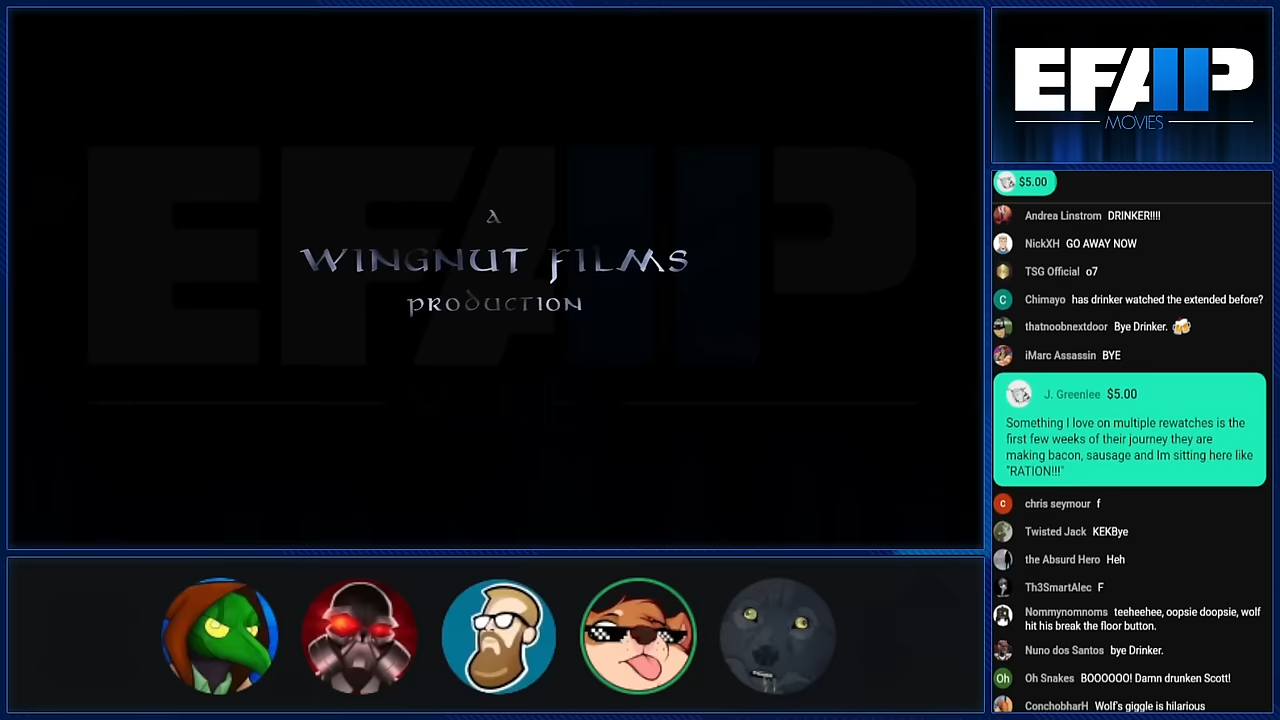 A
WINGNUT FILMS
PRODUCTION
EFAP
MOVIES
$5.00
Andrea Linstrom DRINKER!!!!
NickXH GO AWAY NOW
TSG Official o7
C Chimayo has drinker watched the extended before?
thatnoobnextdoor Bye Drinker. 🍻
iMarc Assassin BYE
J. Greenlee $5.00
Something I love on multiple rewatches is the
first few weeks of their journey they are
making bacon, sausage and Im sitting here like
"RATION!!!"
c chris seymour f
Twisted Jack KEKBye
the Absurd Hero Heh
Th3SmartAlec F
Nommynomnoms teeheehee, oopsie doopsie, wolf
hit his break the floor button.
Nuno dos Santos bye Drinker.
Oh Oh Snakes BOOOOOO! Damn drunken Scott!
ConchobharH Wolf's giggle is hilarious